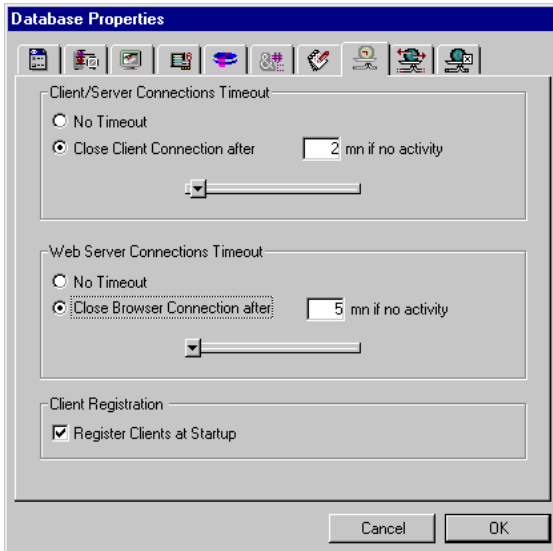 Database Properties
&#
Client/Server Connections Timeout
No Timeout
Close Client Connection after 2 mn if no activity
Web Server Connections Timeout
No Timeout
Close Browser Connection after 5 mn if no activity
Client Registration
Register Clients at Startup
Cancel OK